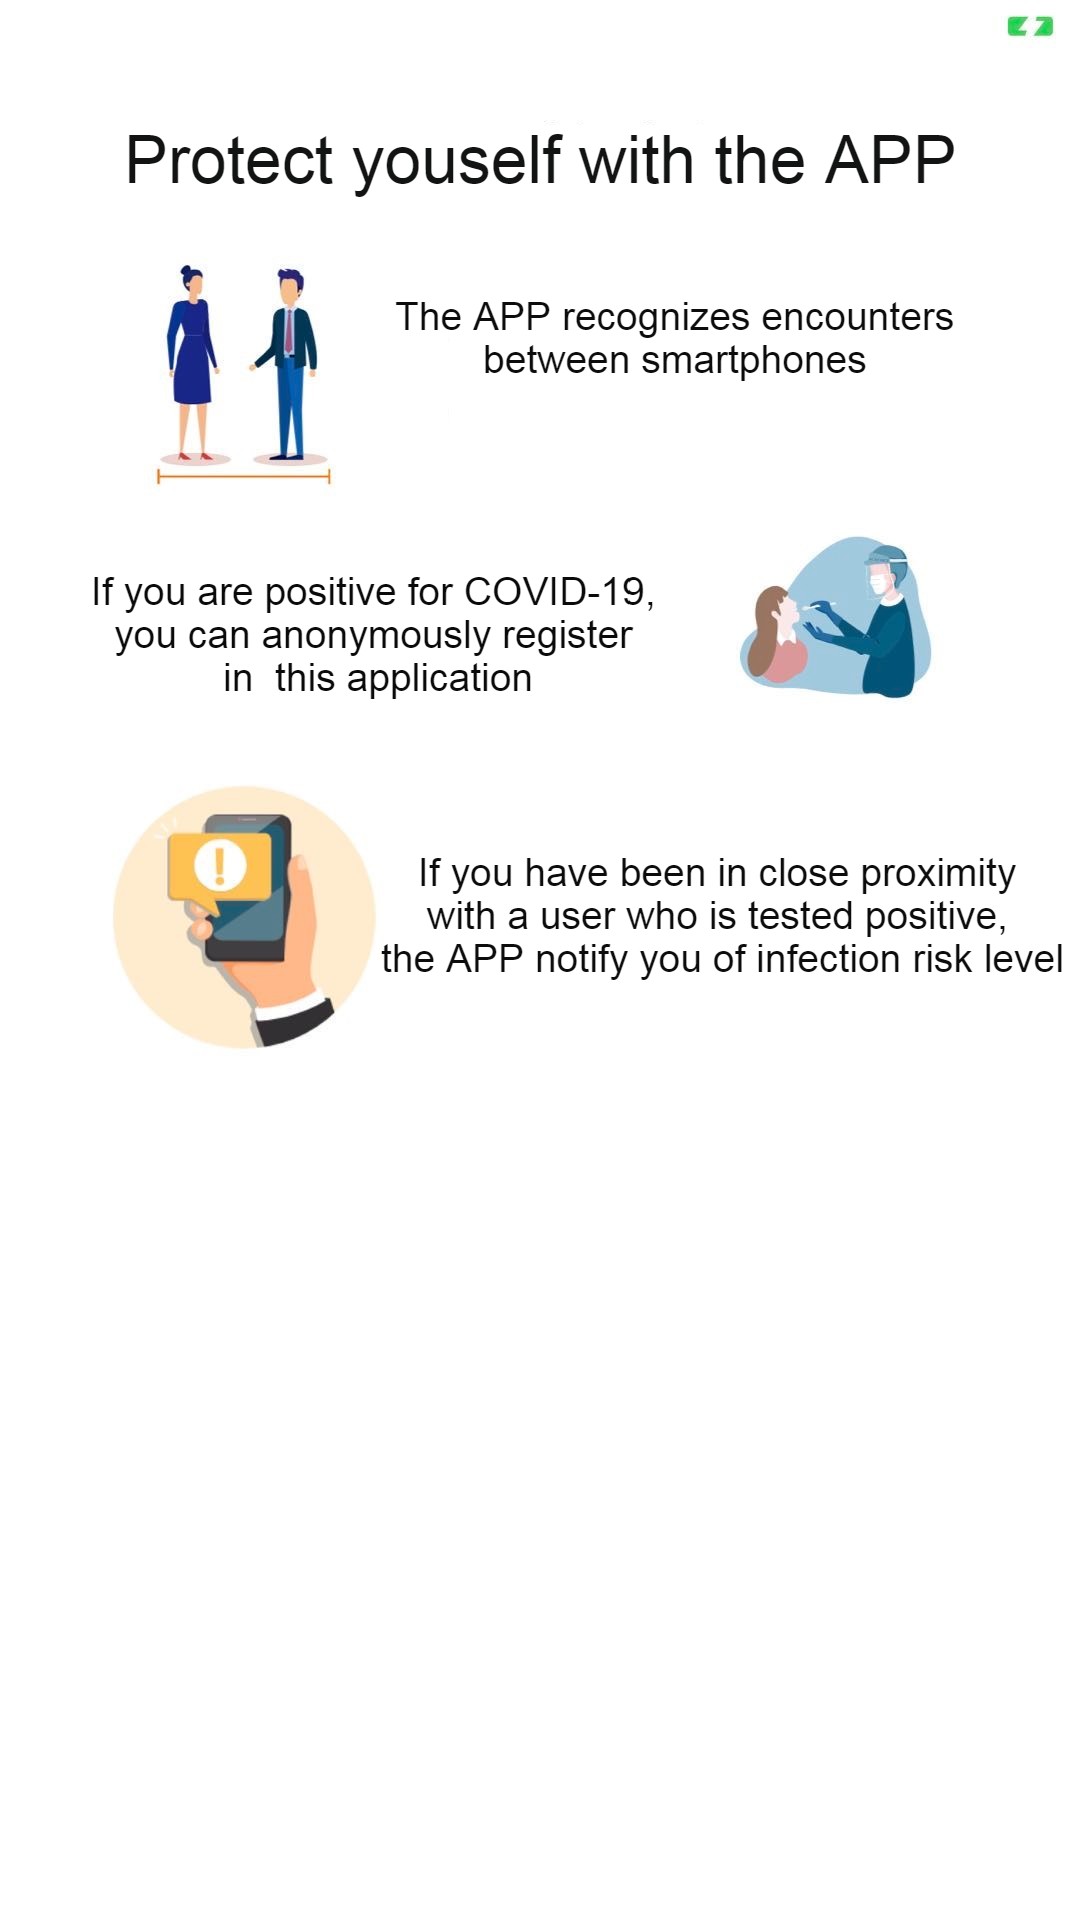 Protect youself with the APP
The APP recognizes encounters
between smartphones
If you are positive for COVID-19,
you can anonymously register
in  this application
!
If you have been in close proximity
with a user who is tested positive,
the APP notify you of infection risk level